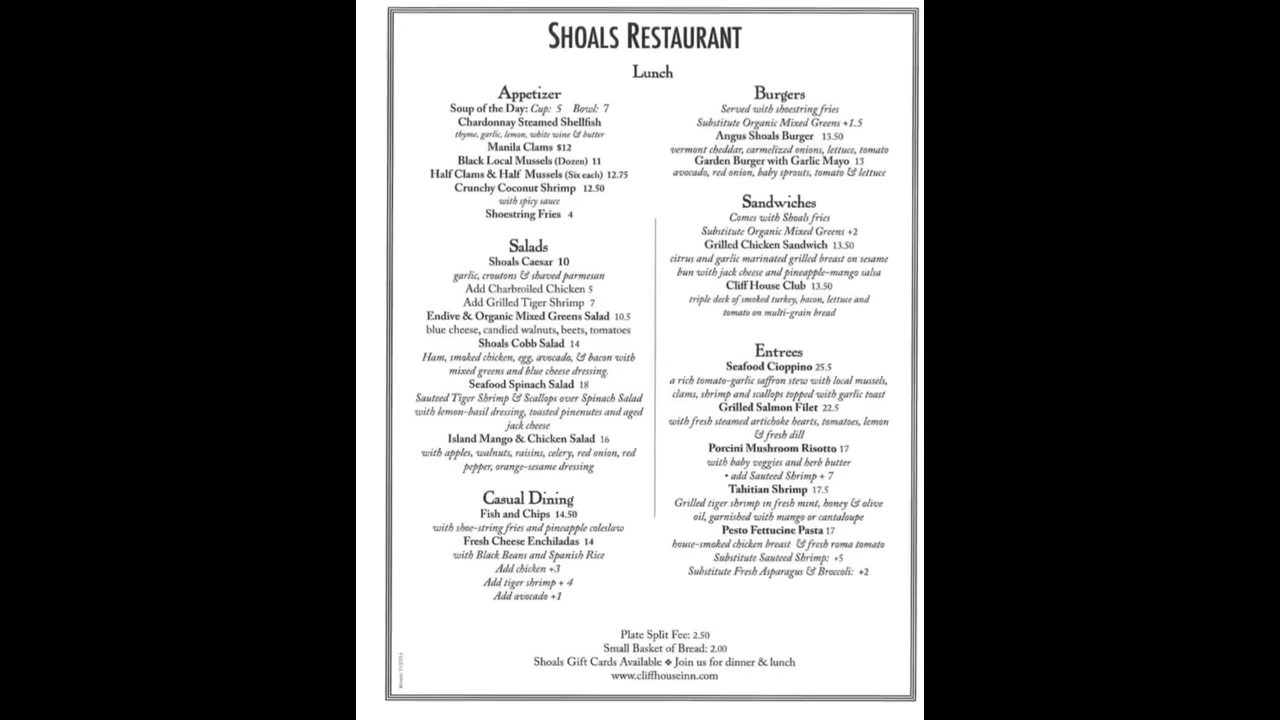 SHOALS RESTAURANT
Lunch
Appetizer
Soup of the Day: Cup: 5 Bowl: 7
Chardonnay Steamed Shellfish
thyme, garlic, lemon, white wine & butter
Manila Clams $12
Black Local Mussels (Dozen) 11
Half Clams & Half Mussels (Six each) 12.75
Crunchy Coconut Shrimp 12.50
with spicy sauce
Shoestring Fries 4
Salads
Shoals Caesar 10
garlic, croutons & shaved parmesan
Add Charbroiled Chicken 5
Add Grilled Tiger Shrimp 7
Endive & Organic Mixed Greens Salad 10.5
blue cheese, candied walnuts, beets, tomatoes
Shoals Cobb Salad 14
Ham, smoked chicken, egg, avocado, & bacon with
mixed greens and blue cheese dressing.
Seafood Spinach Salad 18
Sauteed Tiger Shrimp & Scallops over Spinach Salad
with lemon-basil dressing, toasted pinenutes and aged
jack cheese
Island Mango & Chicken Salad 16
with apples, walnuts, raisins, celery, red onion, red
pepper, orange-sesame dressing
Casual Dining
Fish and Chips 14.50
with shoe-string fries and pineapple coleslaw
Fresh Cheese Enchiladas 14
with Black Beans and Spanish Rice
Add chicken +3
Add tiger shrimp + 4
Add avocado +1
Burgers
Served with shoestring fries
Substitute Organic Mixed Greens +1.5
Angus Shoals Burger 13.50
vermont cheddar, carmelized onions, lettuce, tomato
Garden Burger with Garlic Mayo 13
avocado, red onion, baby sprouts, tomato & lettuce
Sandwiches
Comes with Shoals fries
Substitute Organic Mixed Greens +2
Grilled Chicken Sandwich 13.50
citrus and garlic marinated grilled breast on sesame
bun with jack cheese and pineapple-mango salsa
Cliff House Club 13.50
triple deck of smoked turkey, bacon, lettuce and
tomato on multi-grain bread
Entrees
Seafood Cioppino 25.5
a rich tomato-garlic saffron stew with local mussels,
clams, shrimp and scallops topped with garlic toast
Grilled Salmon Filet 22.5
with fresh steamed artichoke hearts, tomatoes, lemon
& fresh dill
Porcini Mushroom Risotto 17
with baby veggies and herb butter
• add Sauteed Shrimp + 7
Tahitian Shrimp 17.5
Grilled tiger shrimp in fresh mint, honey & olive
oil, garnished with mango or cantaloupe
Pesto Fettucine Pasta 17
house-smoked chicken breast & fresh roma tomato
Substitute Sauteed Shrimp: +5
Substitute Fresh Asparagus & Broccoli: +2
Plate Split Fee: 2.50
Small Basket of Bread: 2.00
Shoals Gift Cards Available ❖ Join us for dinner & lunch
www.cliffhouseinn.com